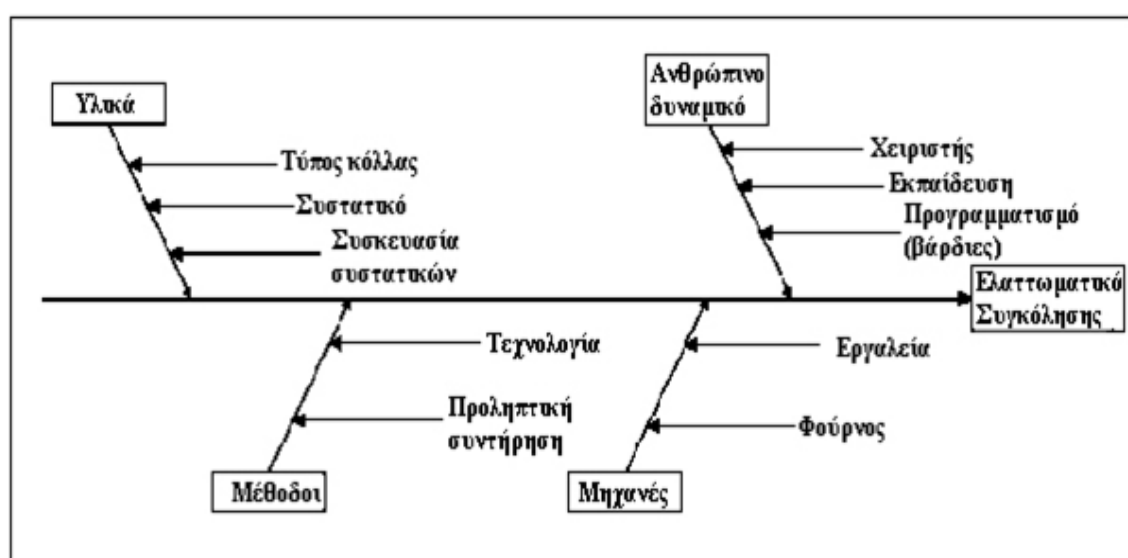 Υλικά
Τύπος κόλλας
Συστατικό
Συσκευασία
συστατικών
Ανθρώπινο
δυναμικό
Χειριστής
Εκπαίδευση
Προγραμματισμό
(βάρδιες)
Ελαττωματικό
Συγκόλησης
Τεχνολογία
Προληπτική
συντήρηση
Μέθοδοι
Εργαλεία
Φούρνος
Μηχανές